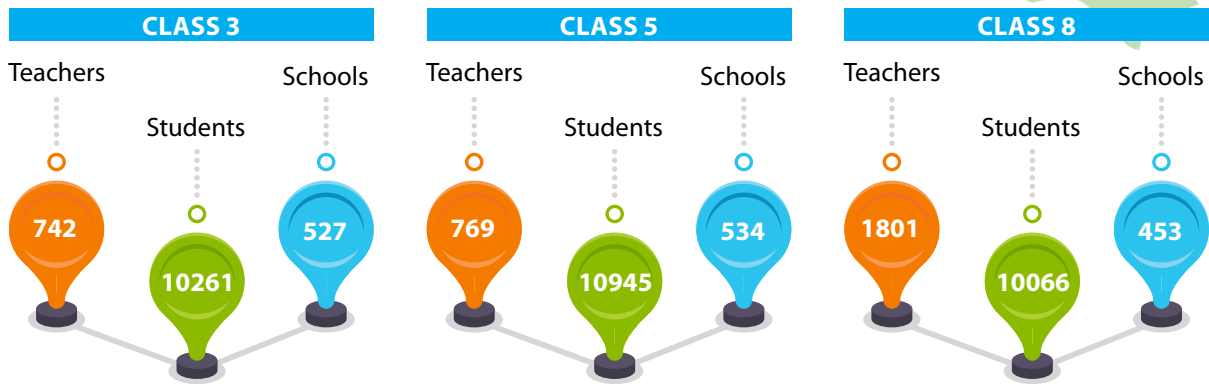 CLASS 3
Teachers
Schools
Students
742
527
10261
CLASS 5
Teachers
Schools
Students
769
534
10945
CLASS 8
Teachers
Schools
Students
1801
453
10066